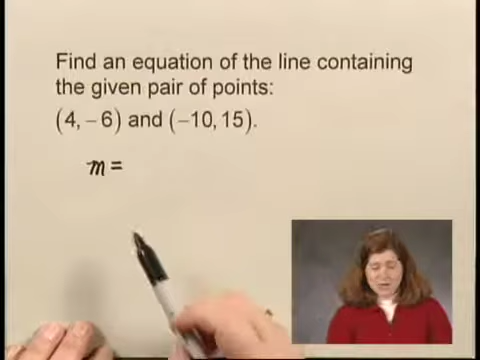 Find an equation of the line containing
the given pair of points:
(4, −6) and (−10, 15).
m =